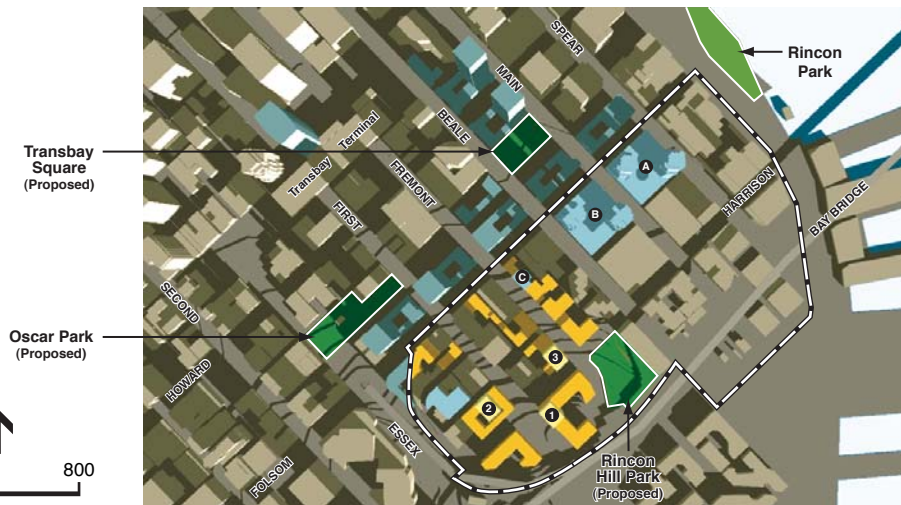 SPEAR
MAIN
BEALE
Rincon
Park
Transbay
Square
(Proposed)
Transbay Terminal
FREMONT
FIRST
A
B
HARRISON
BAY BRIDGE
SECOND
C
Oscar Park
(Proposed)
HOWARD
3
2
1
ESSEX
FOLSOM
Rincon
Hill Park
(Proposed)
800